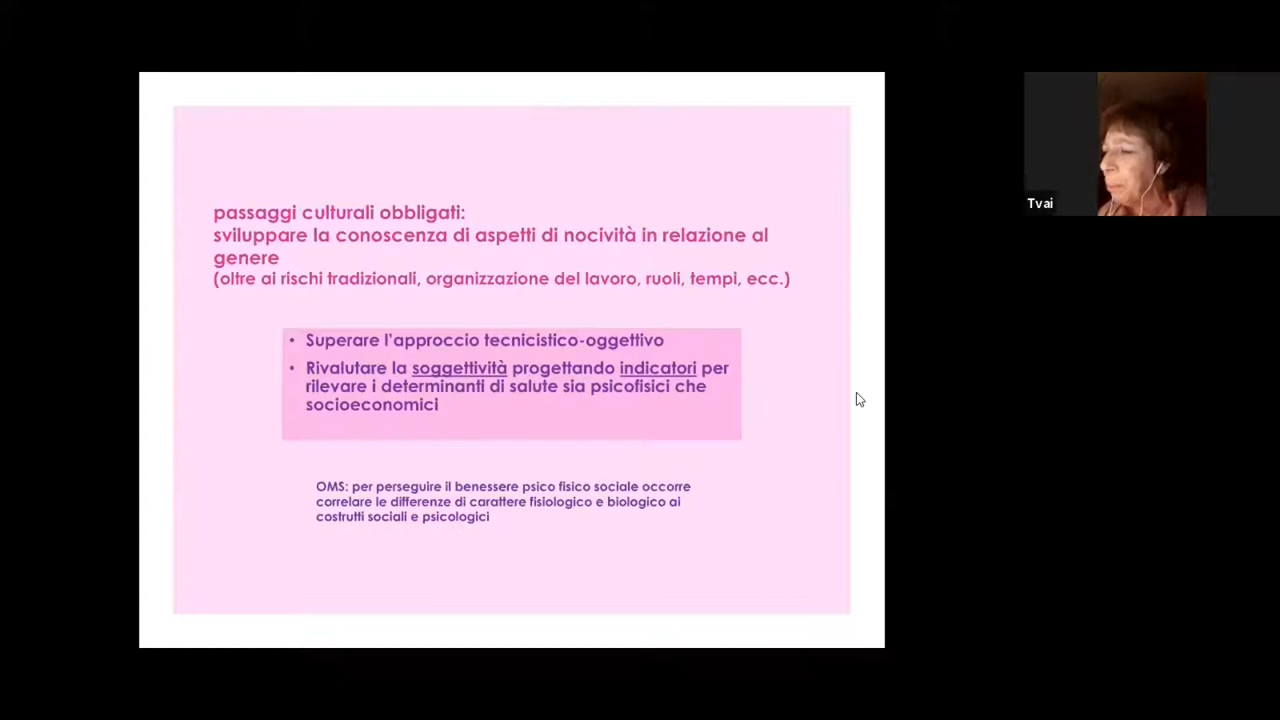 passaggi culturali obbligati:
sviluppare la conoscenza di aspetti di nocività in relazione al
genere
(oltre ai rischi tradizionali, organizzazione del lavoro, ruoli, tempi, ecc.)
• Superare l'approccio tecnicistico-oggettivo
• Rivalutare la soggettività progettando indicatori per
rilevare i determinanti di salute sia psicofisici che
socioeconomici
OMS: per perseguire il benessere psico fisico sociale occorre
correlare le differenze di carattere fisiologico e biologico ai
costrutti sociali e psicologici
Tvai